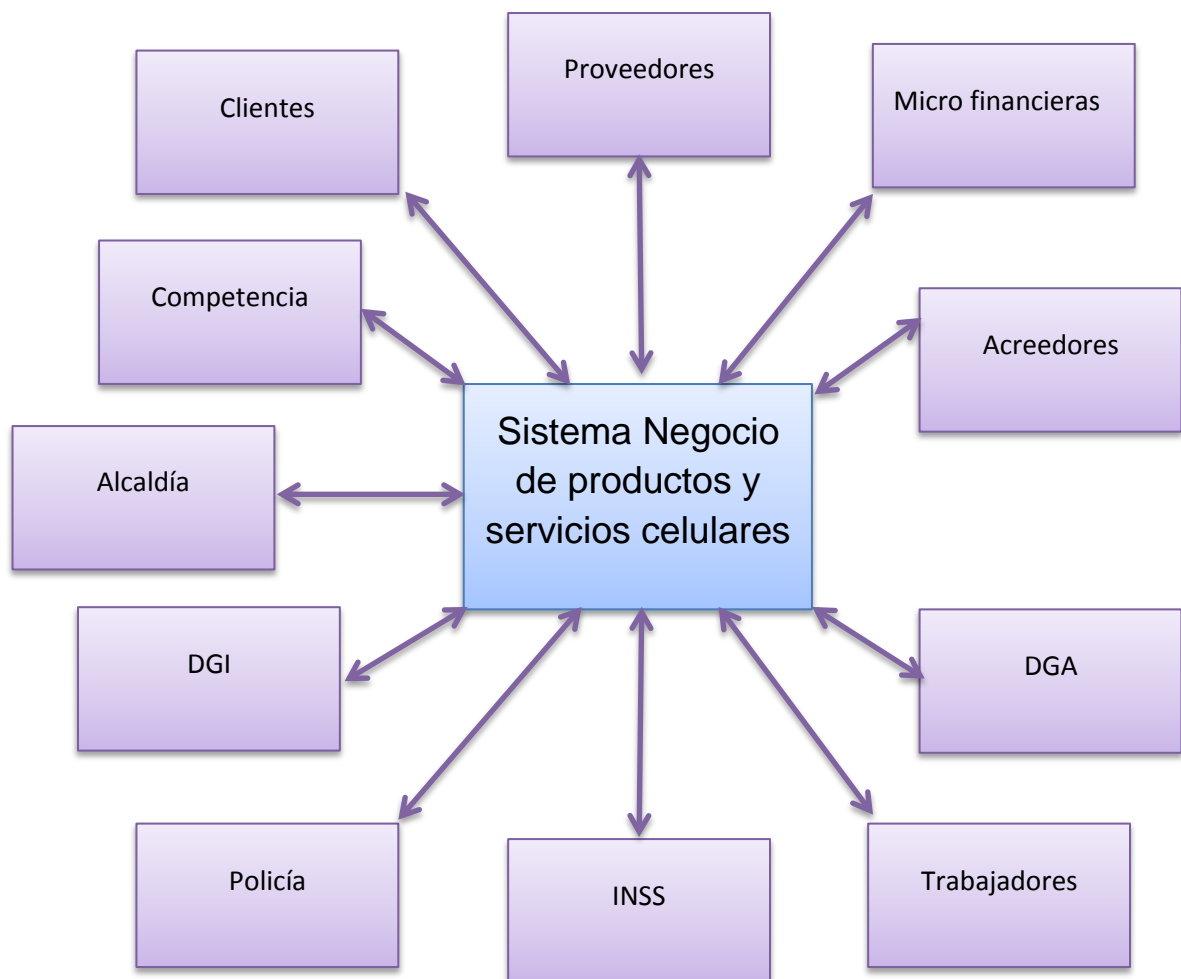 Proveedores
Clientes
Micro financieras
Competencia
Acreedores
Sistema Negocio
de productos y
servicios celulares
Alcaldía
DGI
DGA
Policía
INSS
Trabajadores